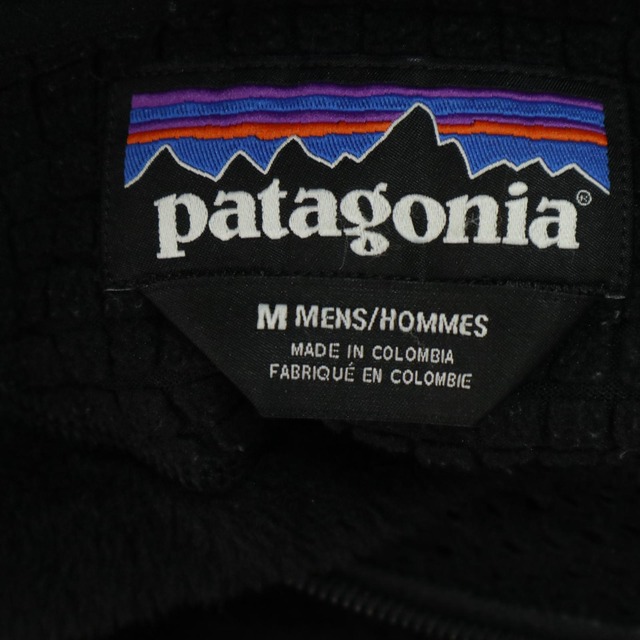 patagonia®
M MENS/HOMMES
MADE IN COLOMBIA
FABRIQUÉ EN COLOMBIE